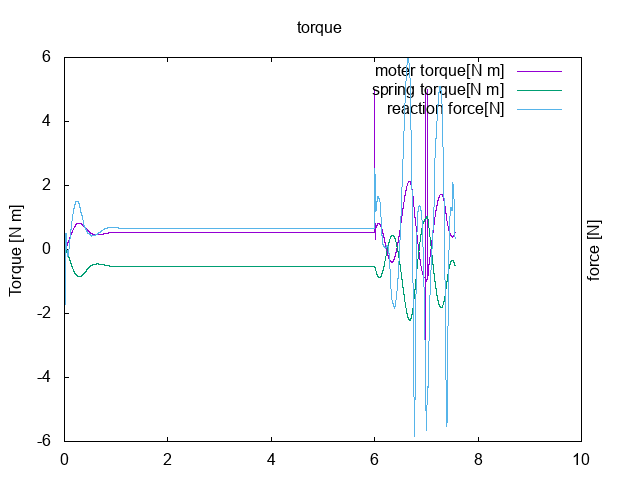 torque
moter torque[N m]
spring torque[N m]
reaction force[N]
6
4
2
0
-2
-4
-6
Torque [N m]
force [N]
0 2 4 6 8 10